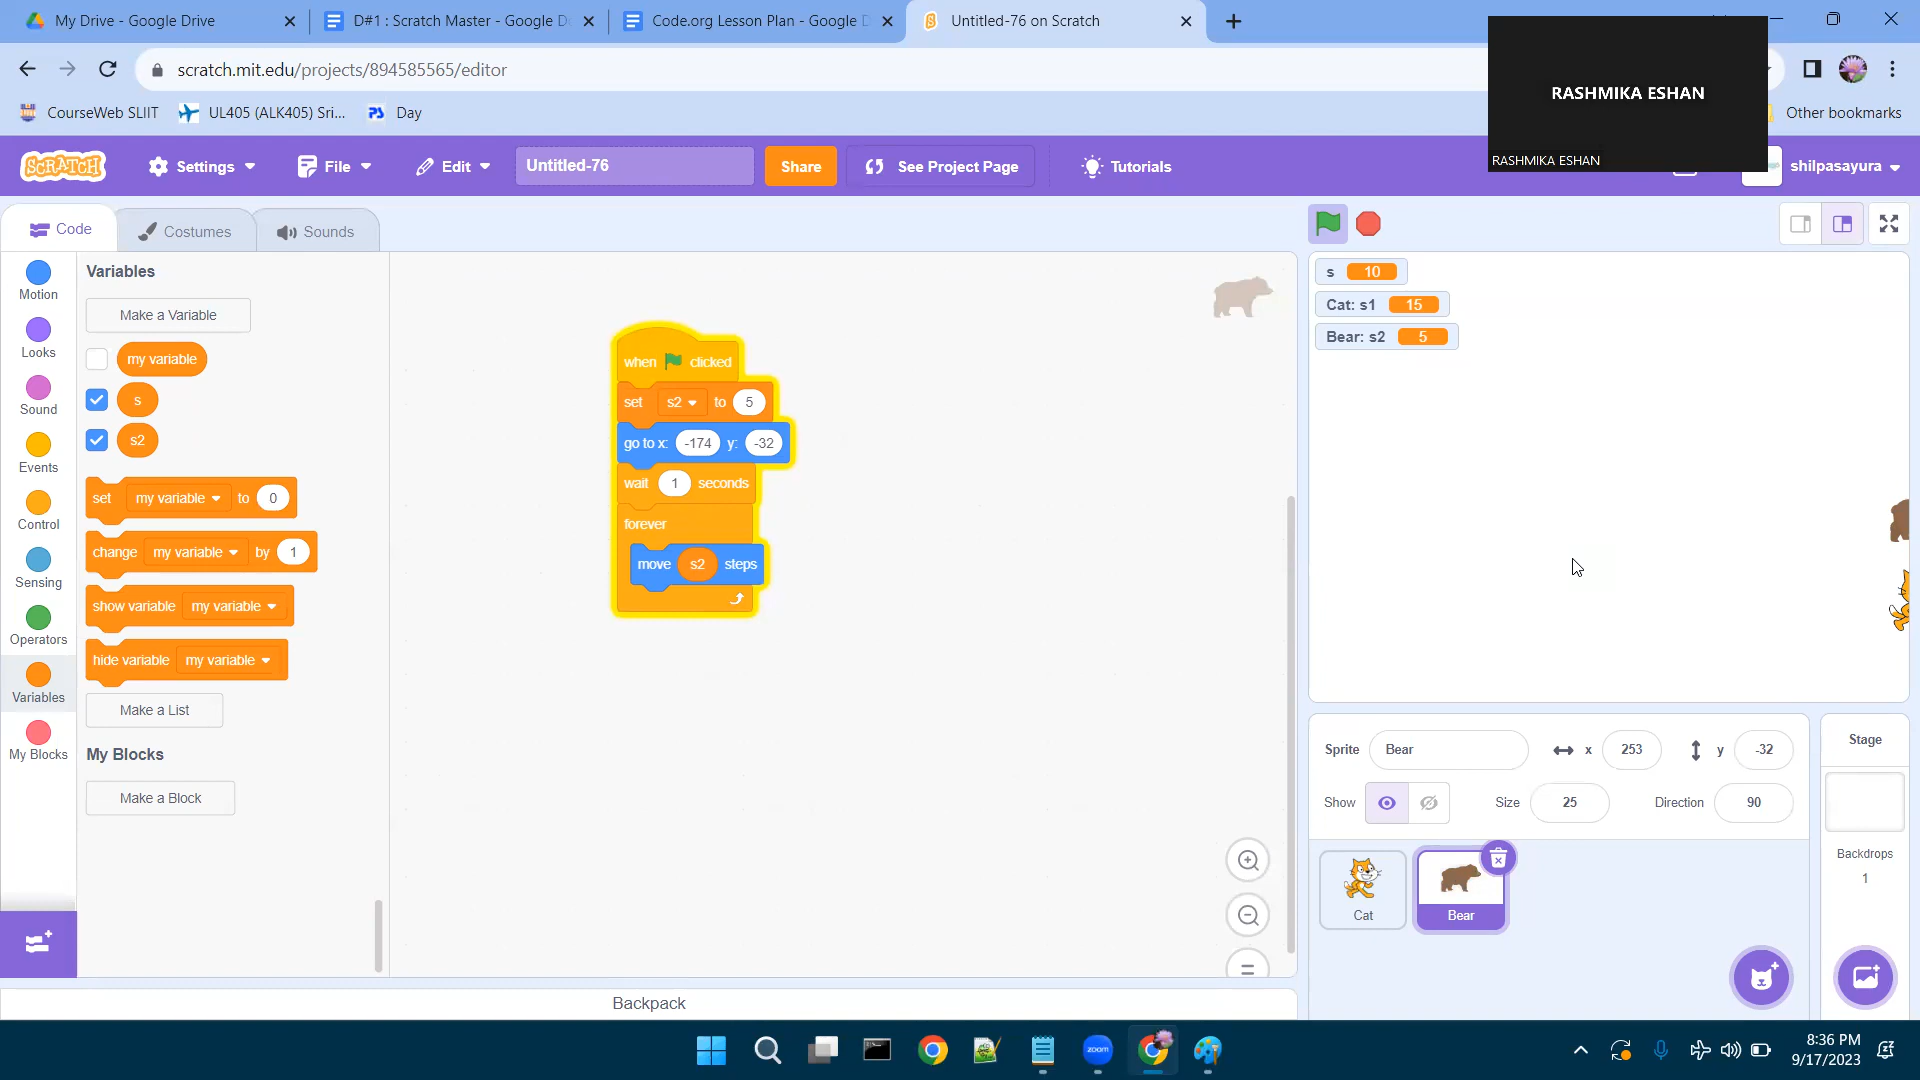 My Drive - Google Drive
D#1 : Scratch Master - Google D
Code.org Lesson Plan - Google D
Untitled-76 on Scratch
scratch.mit.edu/projects/894585565/editor
CourseWeb SLIIT
UL405 (ALK405) Sri...
PS Day
Other bookmarks
RASHMIKA ESHAN
RASHMIKA ESHAN
SCRATCH
Settings
File
Edit
Untitled-76
Share
See Project Page
Tutorials
shilpasayura
Code
Costumes
Sounds
Motion
Looks
Sound
Events
Control
Sensing
Operators
Variables
My Blocks
Variables
Make a Variable
my variable
s
s2
set my variable to 0
change my variable by 1
show variable my variable
hide variable my variable
Make a List
My Blocks
Make a Block
when clicked
set s2 to 5
go to x: -174 y: -32
wait 1 seconds
forever
move s2 steps
s 10
Cat: s1 15
Bear: s2 5
Sprite Bear x 253 y -32
Show Size 25 Direction 90
Cat
Bear
Stage
Backdrops
1
Backpack
zoom
8:36 PM
9/17/2023